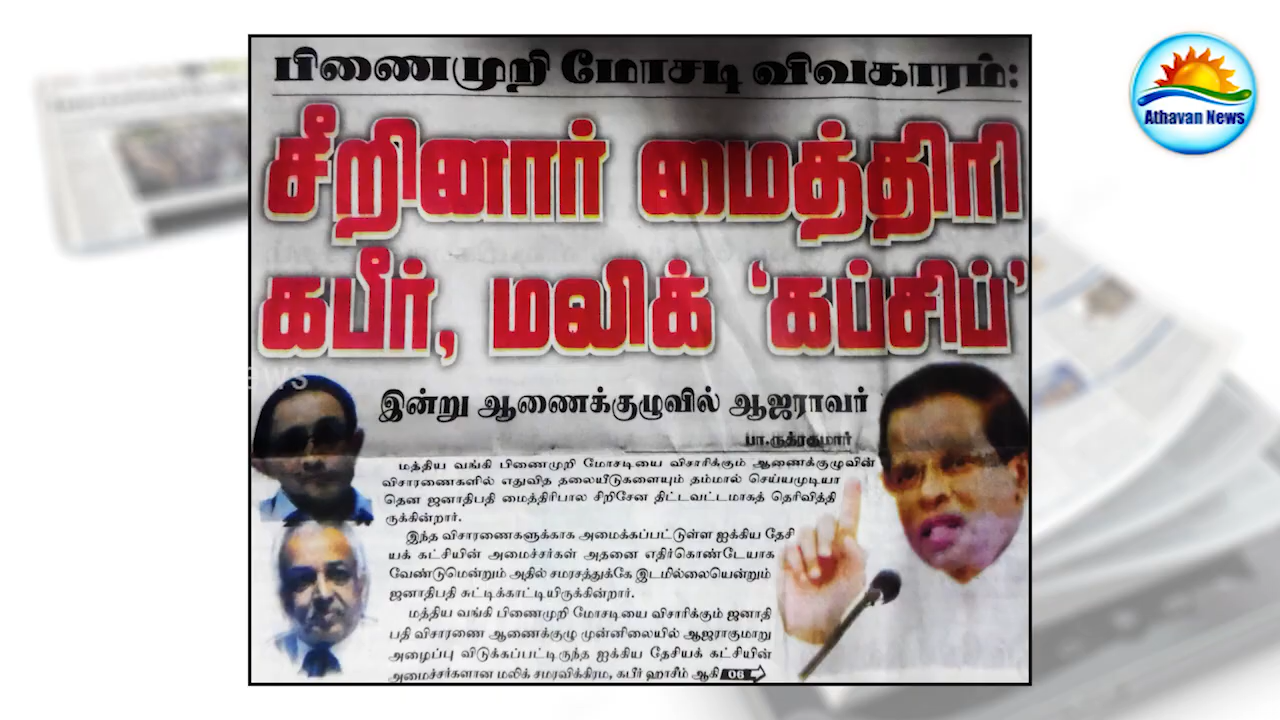 Athavan News
பிணைமுறி மோசடி விவகாரம்:
சீறினார் மைத்திரி
கபீர், மலிக் ‘கப்சிப்’
இன்று ஆணைக்குழுவில் ஆஜராவர்
பா.ருத்ரகுமார்
மத்திய வங்கி பிணைமுறி மோசடியை விசாரிக்கும் ஆணைக்குழுவின்
விசாரணைகளில் எதுவித தலையீடுகளையும் தம்மால் செய்யமுடியா
தென ஜனாதிபதி மைத்திரிபால சிறிசேன திட்டவட்டமாகத் தெரிவித்தி
ருக்கின்றார்.
இந்த விசாரணைகளுக்காக அமைக்கப்பட்டுள்ள ஐக்கிய தேசி
யக் கட்சியின் அமைச்சர்கள் அதனை எதிர்கொண்டேயாக
வேண்டுமென்றும் அதில் சமரசத்துக்கே இடமில்லையென்றும்
ஜனாதிபதி சுட்டிக்காட்டியிருக்கின்றார்.
மத்திய வங்கி பிணைமுறி மோசடியை விசாரிக்கும் ஜனாதி
பதி விசாரணை ஆணைக்குழு முன்னிலையில் ஆஜராகுமாறு
அழைப்பு விடுக்கப்பட்டிருந்த ஐக்கிய தேசியக் கட்சியின்
அமைச்சர்களான மலிக் சமரவிக்கிரம, கபீர் ஹாசீம் ஆகி 06